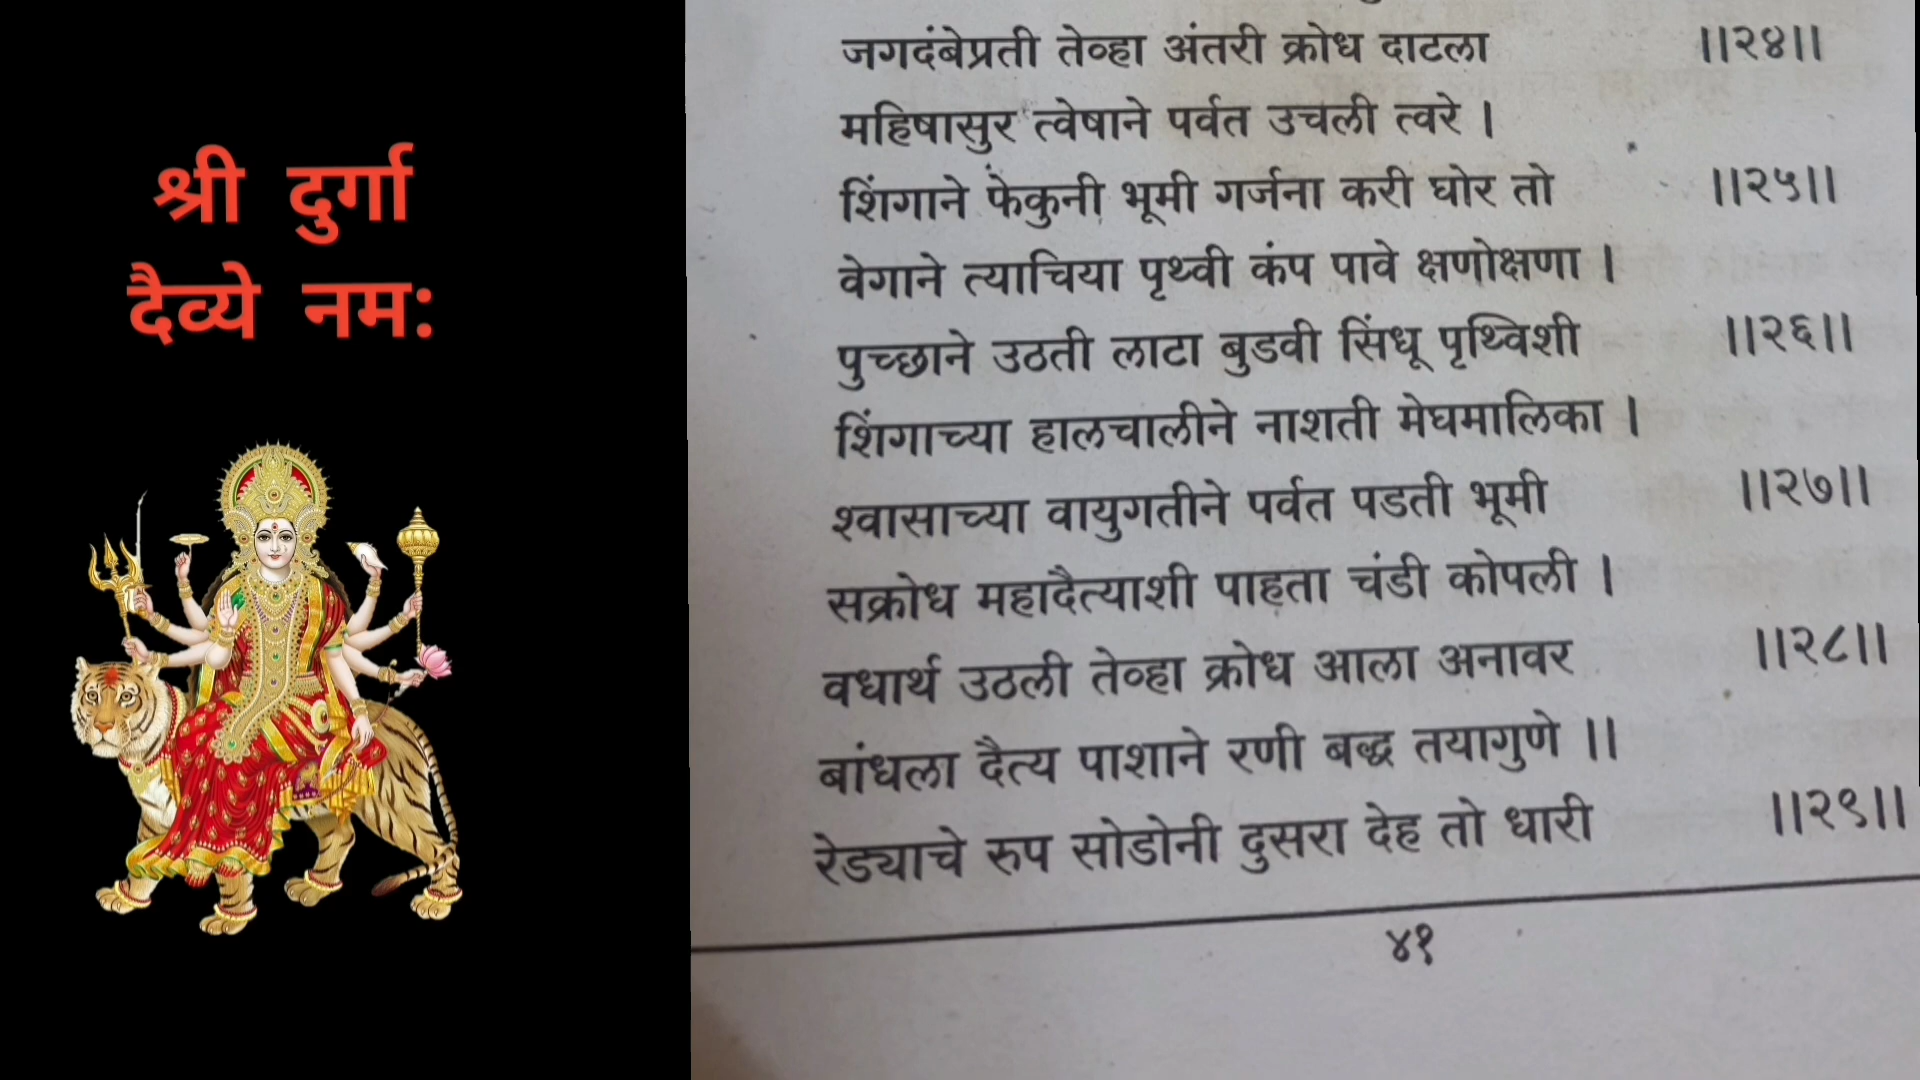 श्री दुर्गा
दैव्ये नम:
जगदंबेप्रती तेव्हा अंतरी क्रोध दाटला ।।२४।।
महिषासुर त्वेषाने पर्वत उचली त्वरे ।
शिंगाने फेकुनी भूमी गर्जना करी घोर तो ।।२५।।
वेगाने त्याचिया पृथ्वी कंप पावे क्षणोक्षणा ।
पुच्छाने उठती लाटा बुडवी सिंधू पृथ्विशी ।।२६।।
शिंगाच्या हालचालीने नाशती मेघमालिका ।
श्वासाच्या वायुगतीने पर्वत पडती भूमी ।।२७।।
सक्रोध महादैत्याशी पाहता चंडी कोपली ।
वधार्थ उठली तेव्हा क्रोध आला अनावर ।।२८।।
बांधला दैत्य पाशाने रणी बद्ध तयागुणे ।।
रेड्याचे रुप सोडोनी दुसरा देह तो धारी ।।२९।।
४१